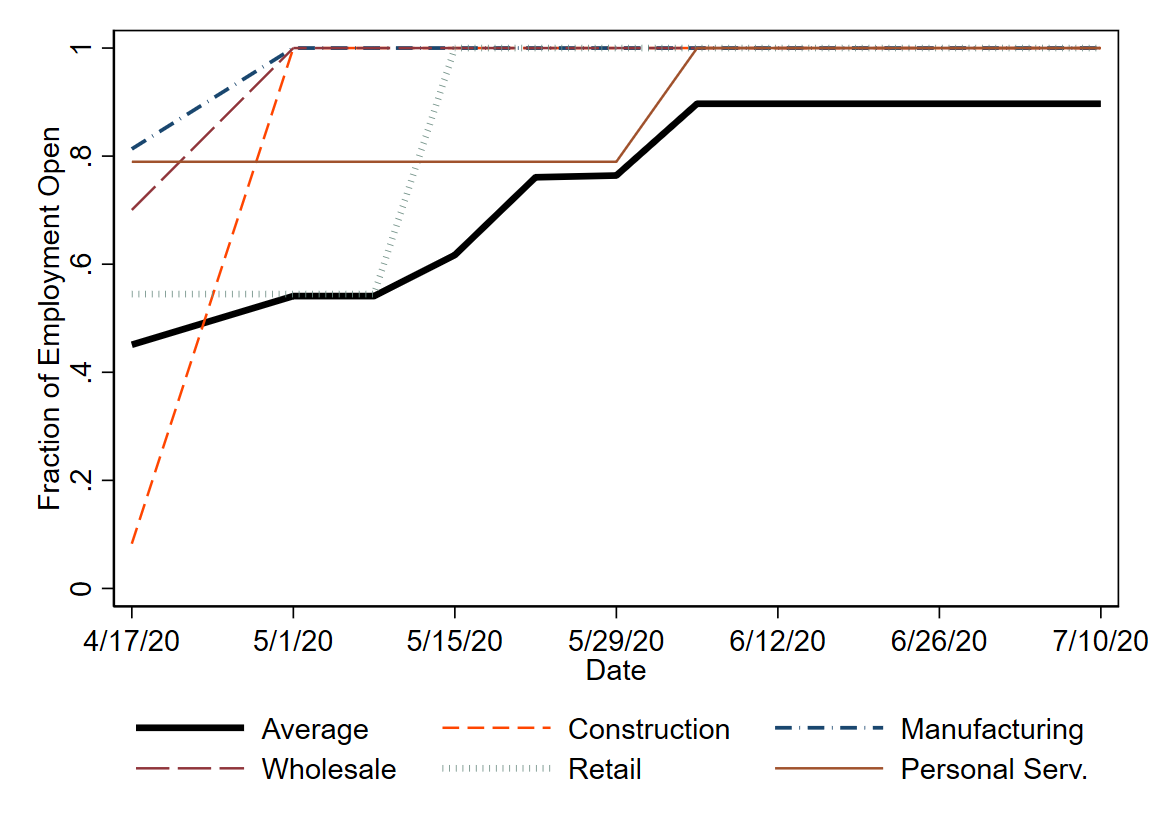 Fraction of Employment Open
1
.8
.6
.4
.2
0
4/17/20 5/1/20 5/15/20 5/29/20 6/12/20 6/26/20 7/10/20
Date
Average Construction Manufacturing
Wholesale Retail Personal Serv.